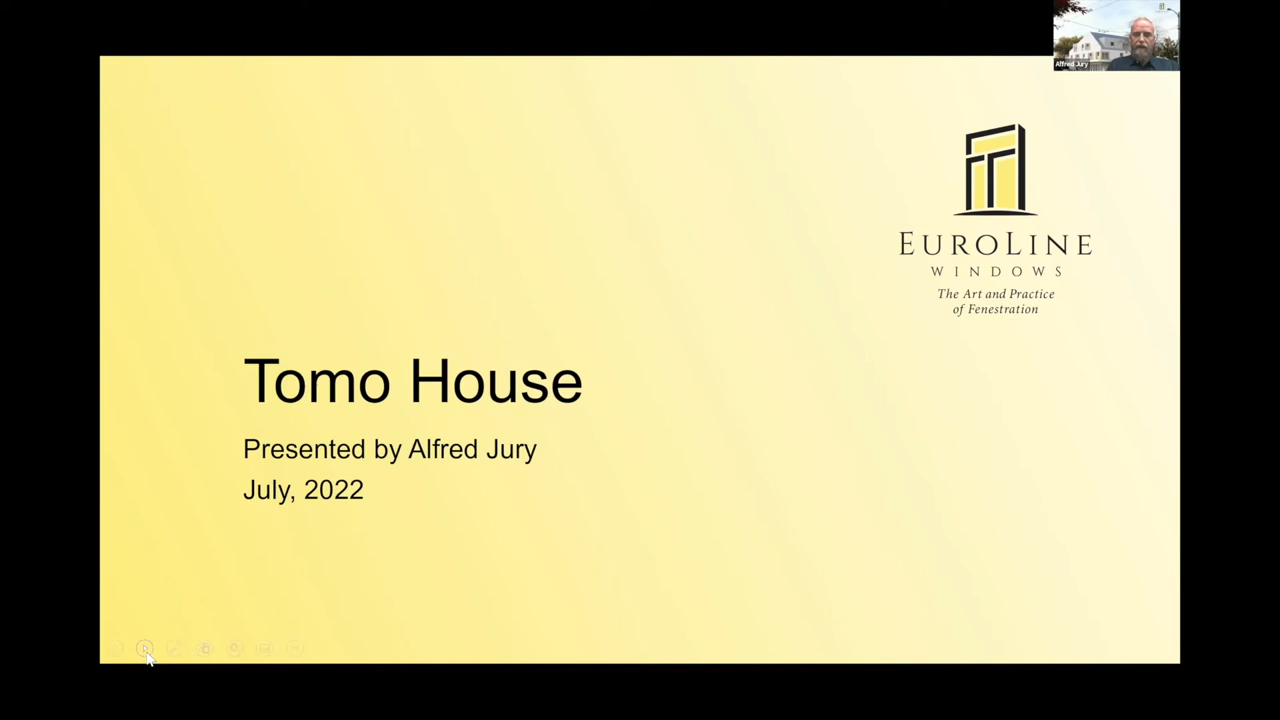 Alfred Jury
EUROLINE
WINDOWS
The Art and Practice
of Fenestration
Tomo House
Presented by Alfred Jury
July, 2022